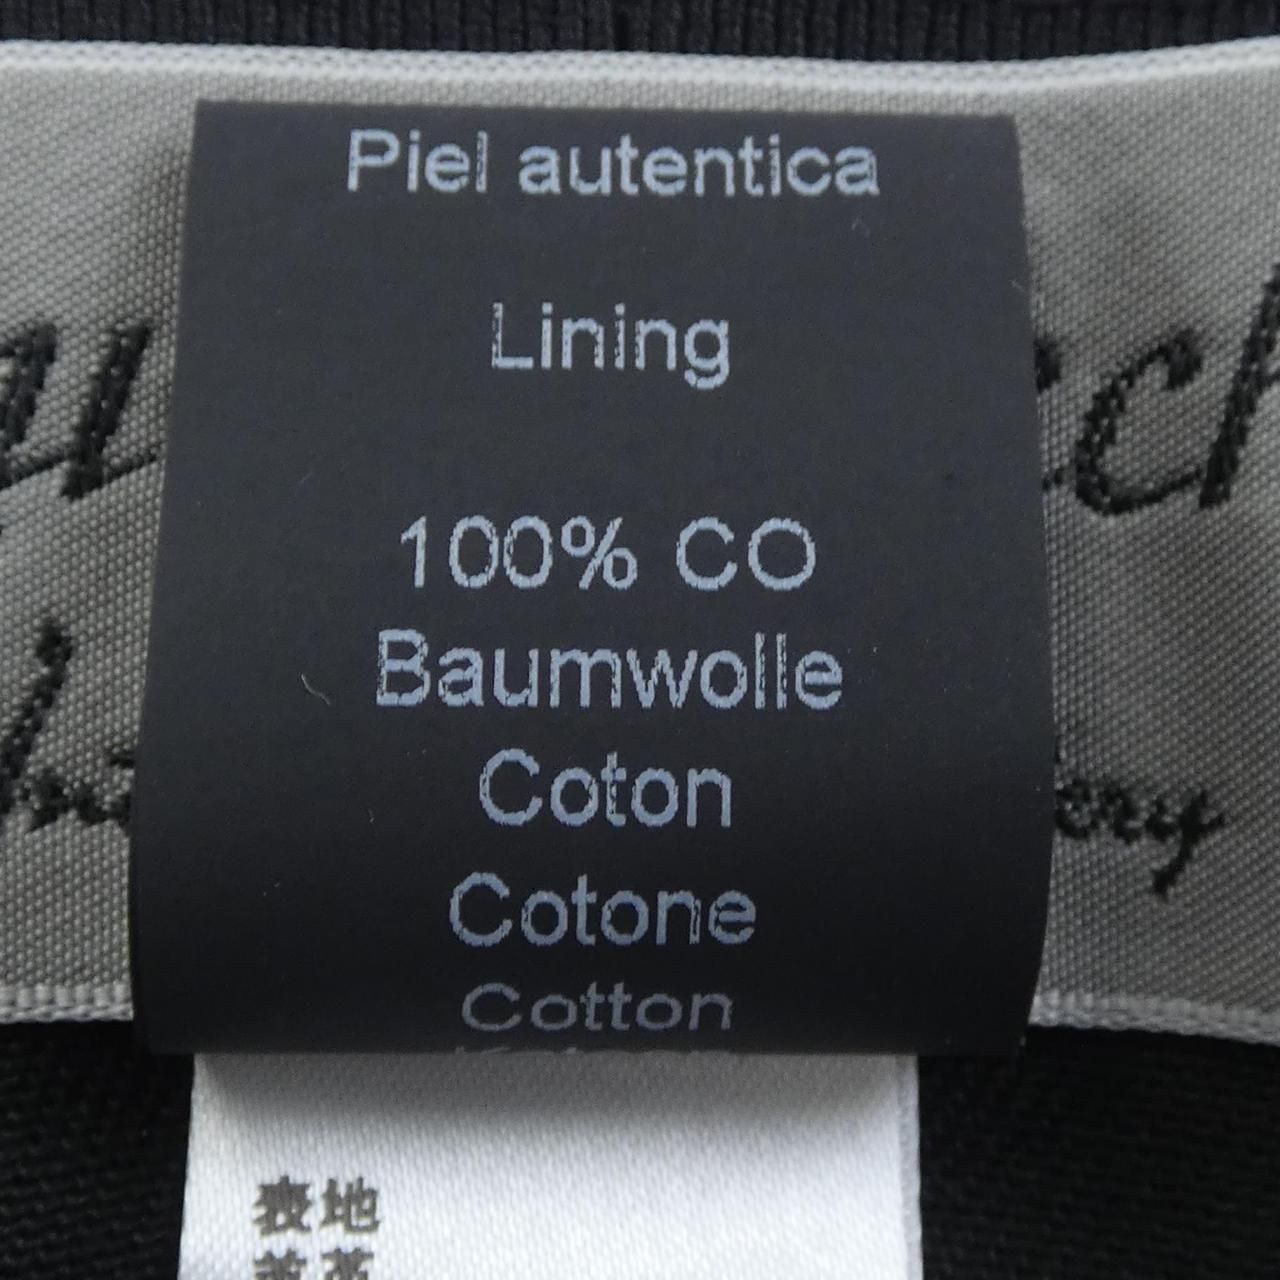 Piel autentica
Lining
100% CO
Baumwolle
Coton
Cotone
Cotton
表地